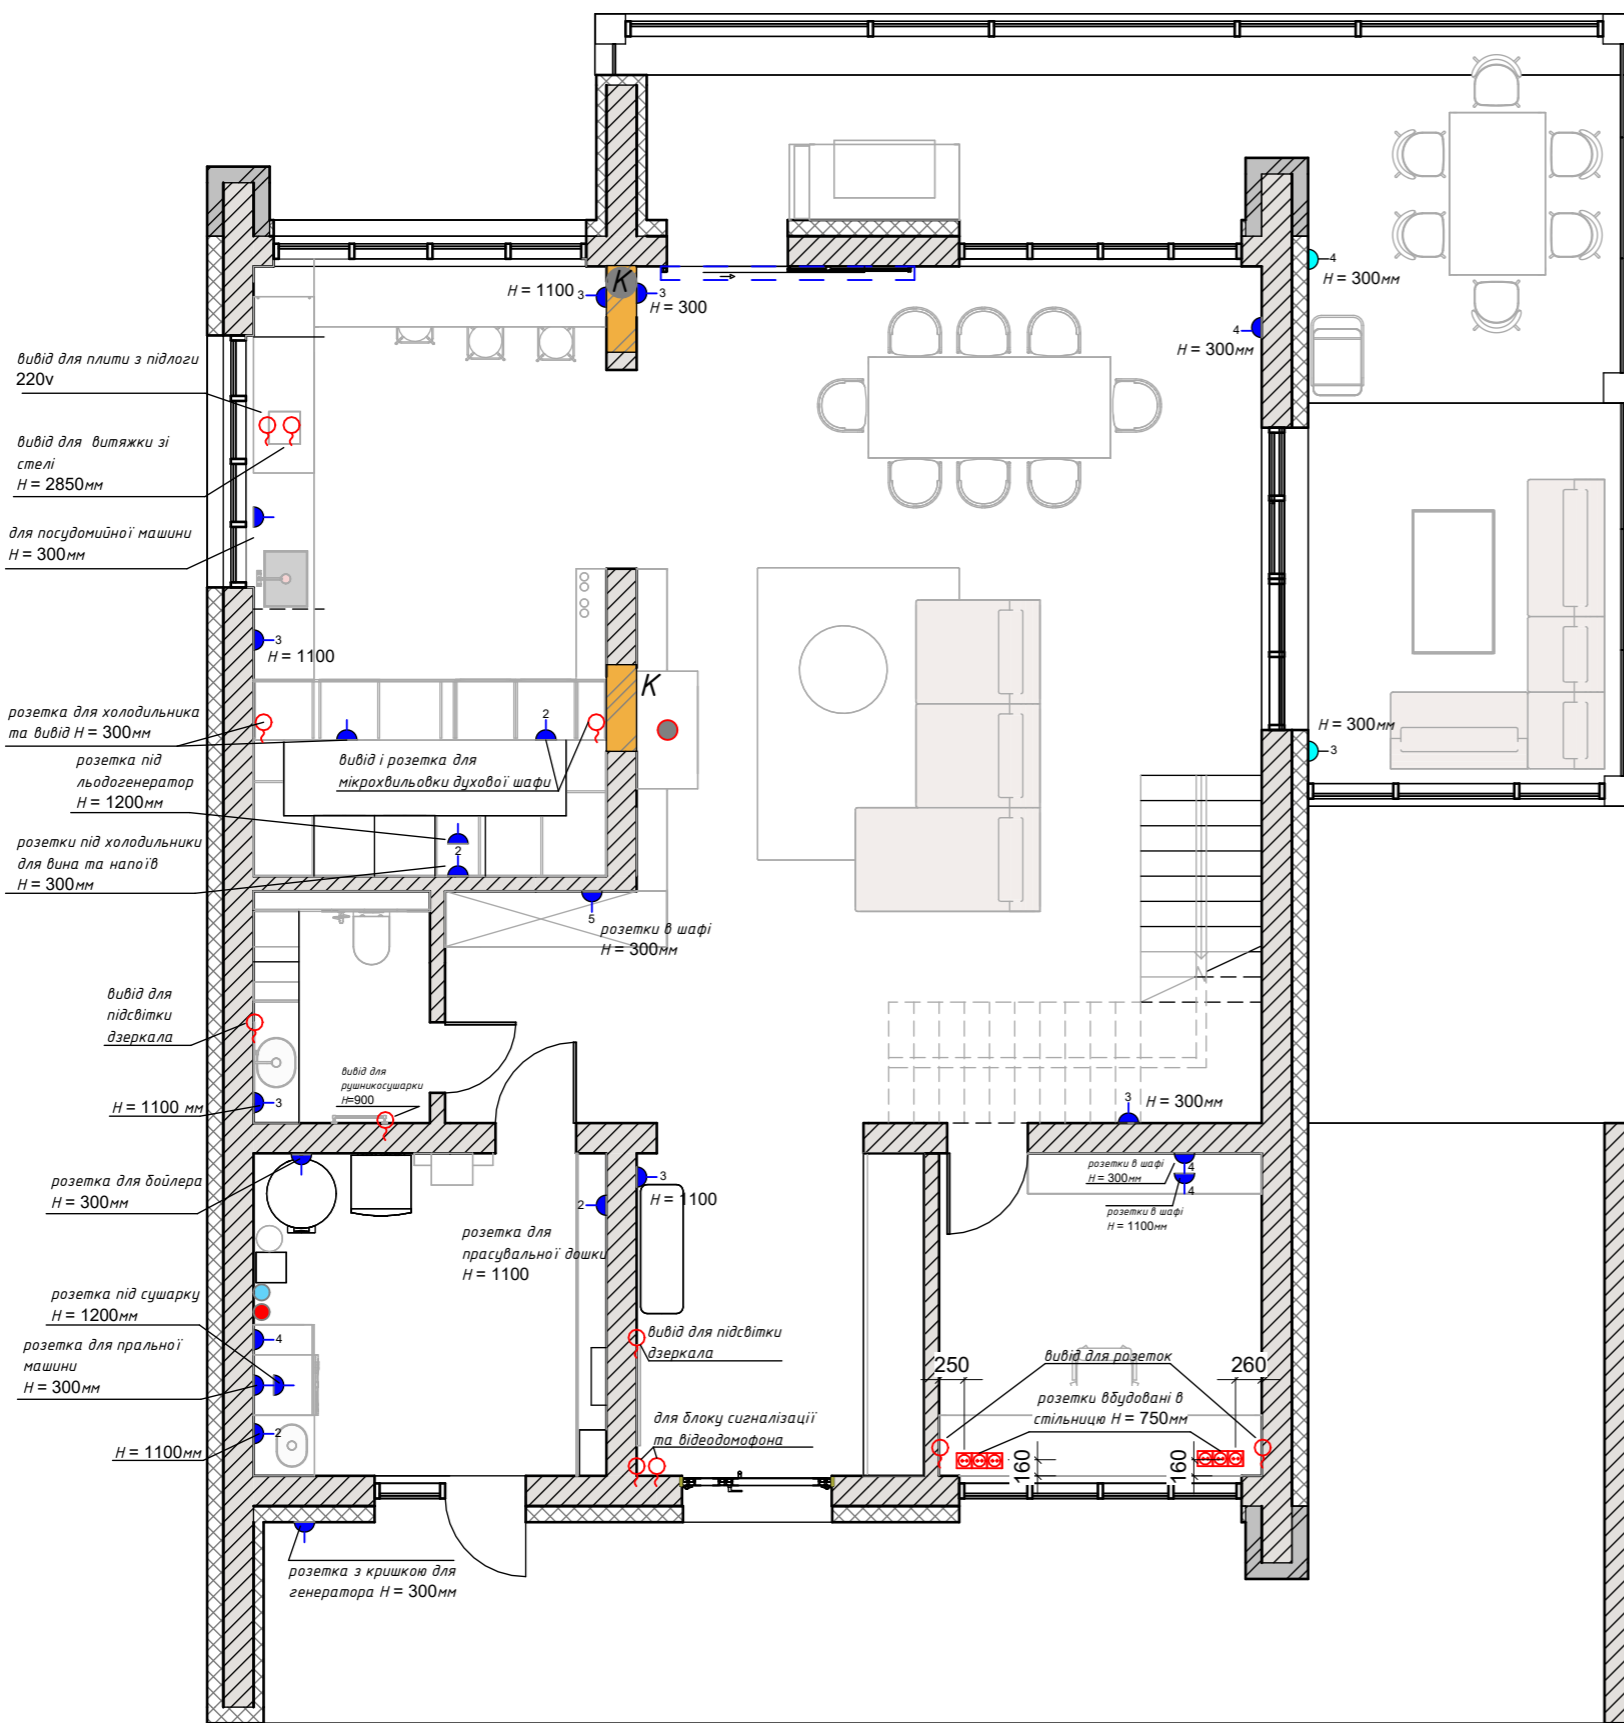 H = 1100 3
K
3
H = 300
4
H = 300мм
4
H = 300мм
вивід для плити з підлоги
220v
вивід для витяжки зі
стелі
H = 2850мм
для посудомийної машини
H = 300мм
3
H = 1100
K
розетка для холодильника
та вивід H = 300мм
2
вивід і розетка для
мікрохвильовки духової шафи
H = 300мм
3
розетка під
льодогенератор
H = 1200мм
розетки під холодильники
для вина та напоїв
H = 300мм
2
5
розетки в шафі
H = 300мм
вивід для
підсвітки
дзеркала
вивід для
рушникосушарки
H=900
H = 1100 мм
3
3
H = 300мм
розетка для бойлера
H = 300мм
3
H = 1100
2
розетки в шафі
H = 300мм
4
4
розетки в шафі
H = 1100мм
розетка для
прасувальної дошки
H = 1100
розетка під сушарку
H = 1200мм
4
розетка для пральної
машини
H = 300мм
2
H = 1100мм
вивід для підсвітки
дзеркала
250
вивід для розеток
260
розетки вбудовані в
стільницю H = 750мм
для блоку сигналізації
та відеодомофона
160
160
розетка з кришкою для
генератора H = 300мм